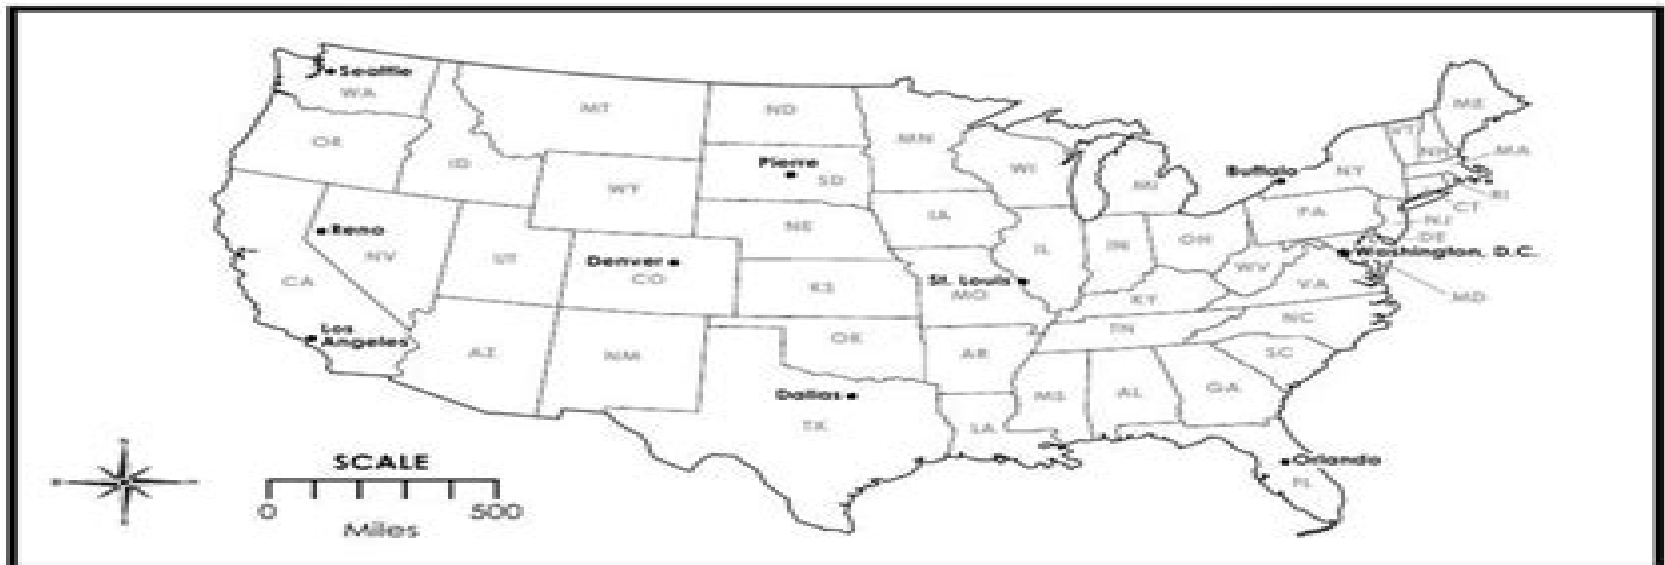 Seattle
WA
MT
ND
MN
ME
VT
NH
MA
OR
ID
WY
Pierre
SD
WI
MI
Buffalo
NY
RI
CT
NJ
DE
Reno
NV
UT
Denver
CO
NE
IA
IL
IN
OH
PA
Washington, D.C.
MD
CA
KS
St. Louis
MO
KY
WV
VA
Los
Angeles
AZ
NM
OK
AR
TN
NC
SC
Dallas
TX
LA
MS
AL
GA
Orlando
FL
SCALE
0 500
Miles